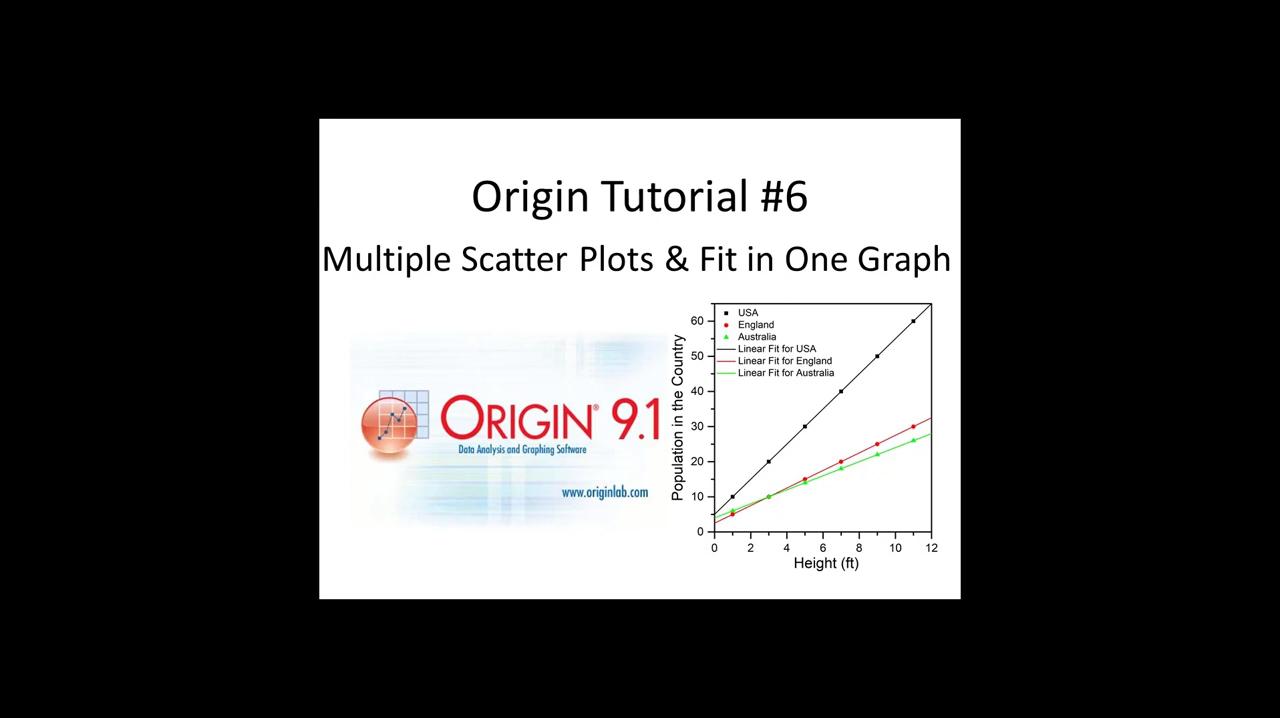 Origin Tutorial #6
Multiple Scatter Plots & Fit in One Graph
ORIGIN® 9.1
Data Analysis and Graphing Software
www.originlab.com
USA
England
Australia
Linear Fit for USA
Linear Fit for England
Linear Fit for Australia
Population in the Country
60
50
40
30
20
10
0
0 2 4 6 8 10 12
Height (ft)